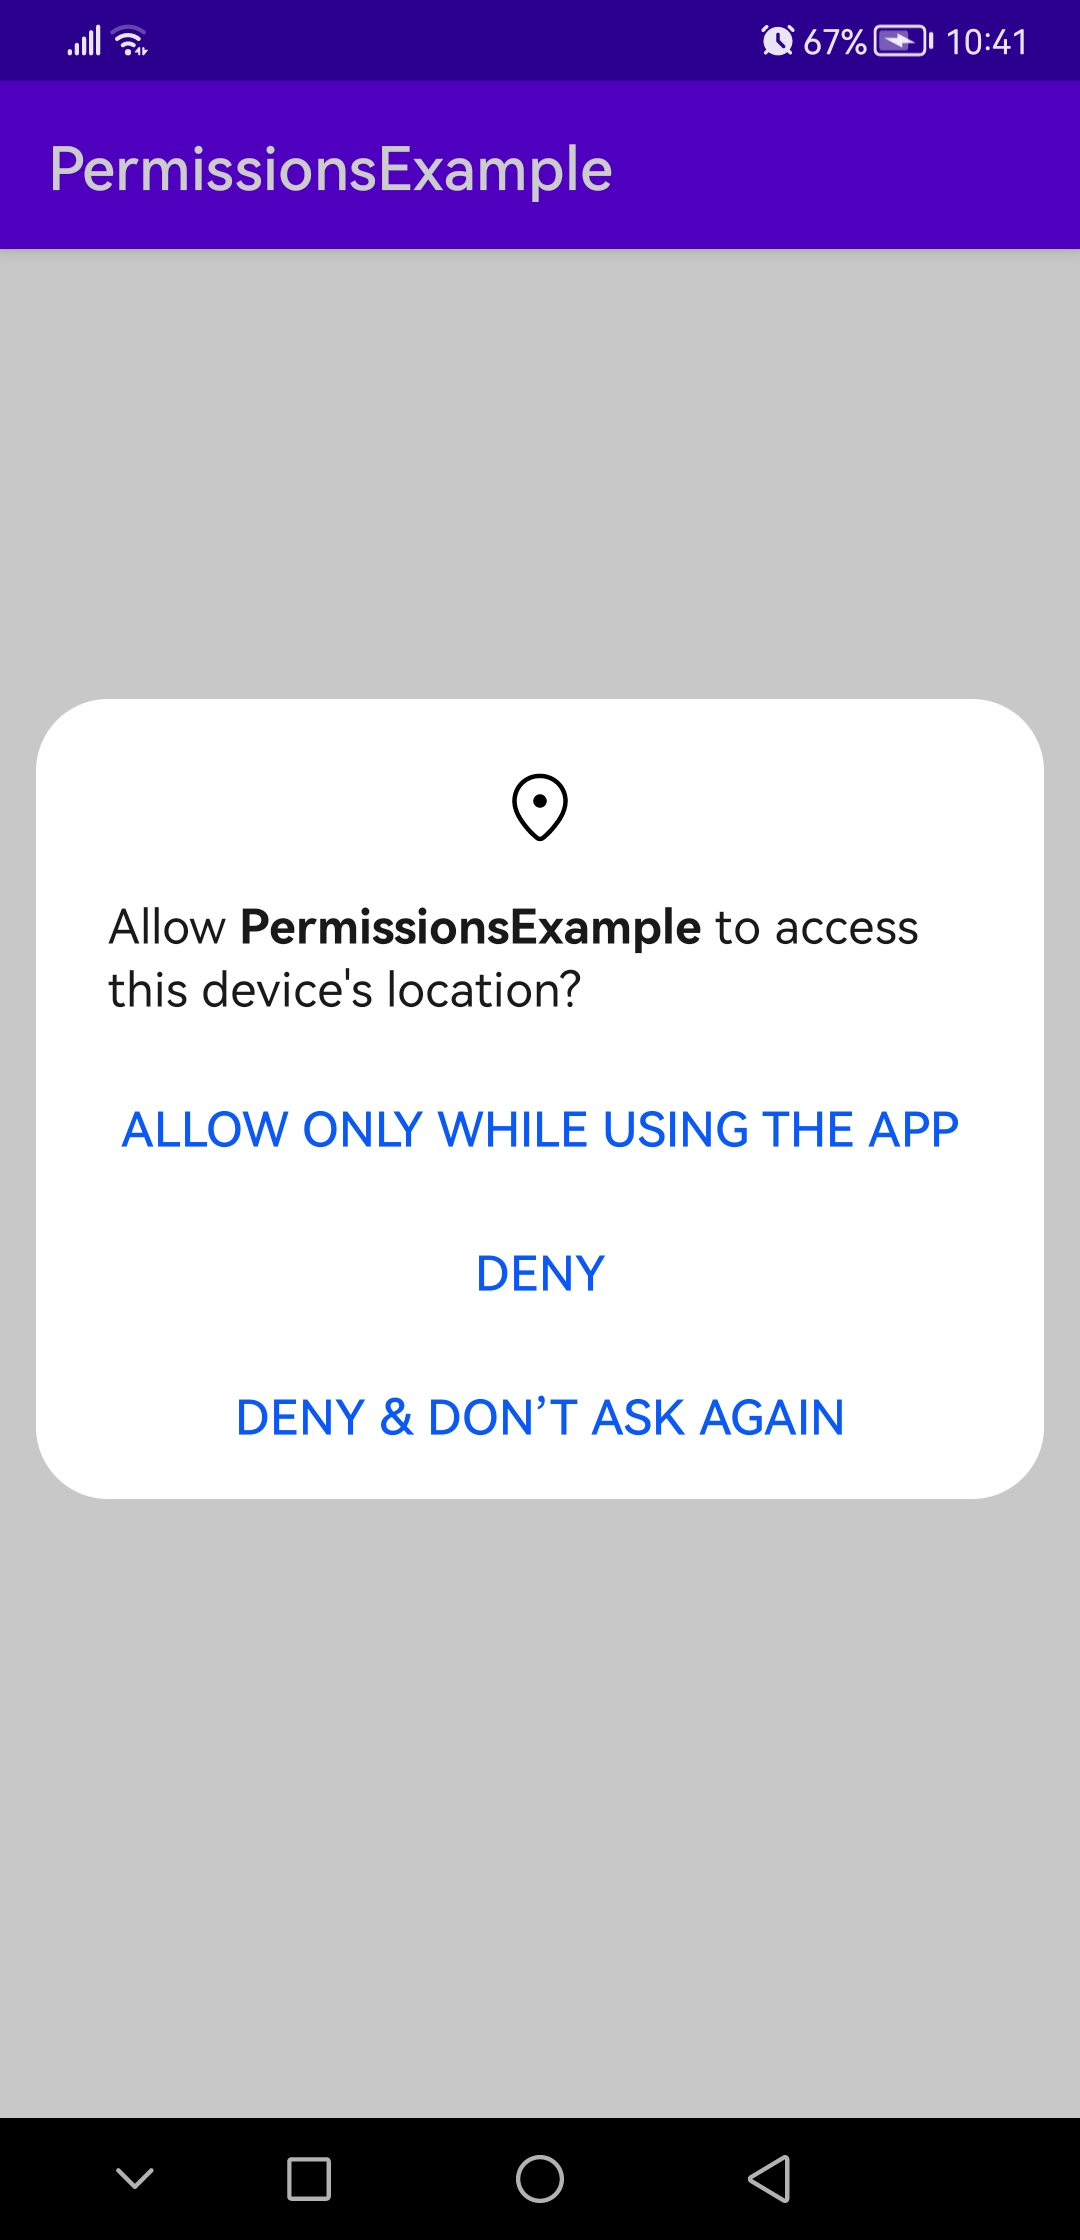 67% 10:41
PermissionsExample
Allow PermissionsExample to access
this device's location?
ALLOW ONLY WHILE USING THE APP
DENY
DENY & DON’T ASK AGAIN